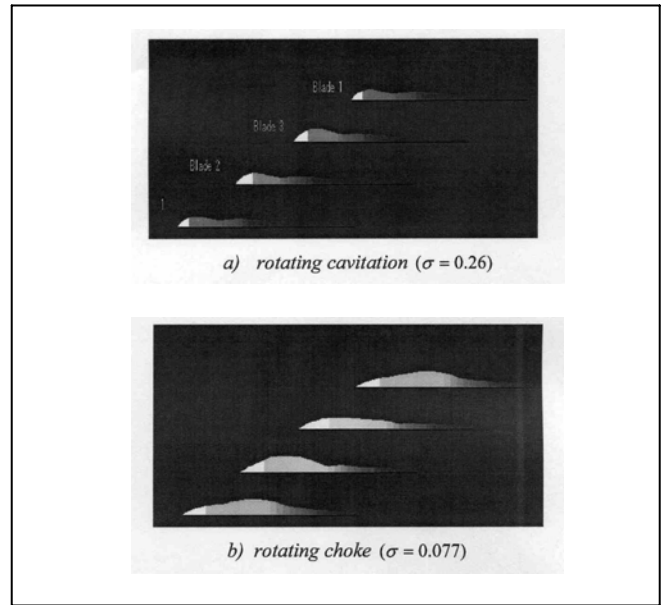 Blade 1
Blade 3
Blade 2
1
a) rotating cavitation (σ = 0.26)
b) rotating choke (σ = 0.077)